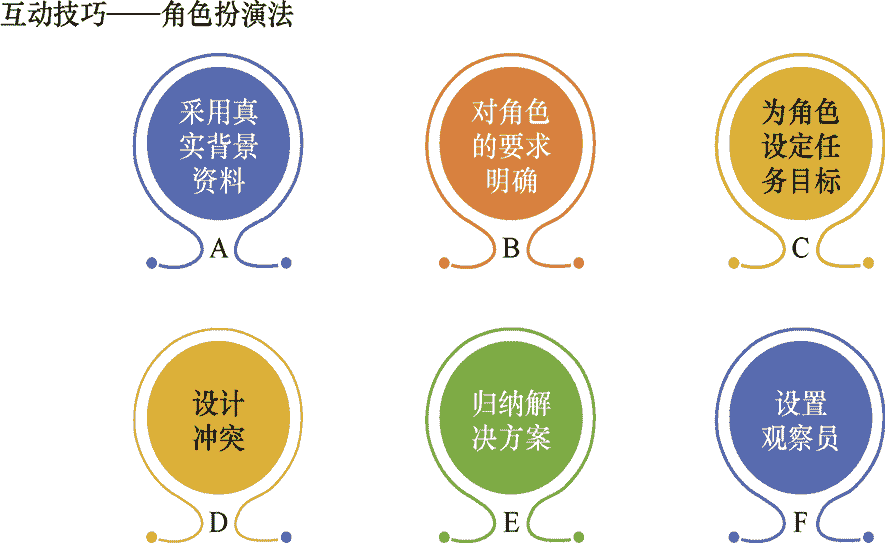 互动技巧——角色扮演法
采用真
实背景
资料
A
对角色
的要求
明确
B
为角色
设定任
务目标
C
设计
冲突
D
归纳解
决方案
E
设置
观察员
F